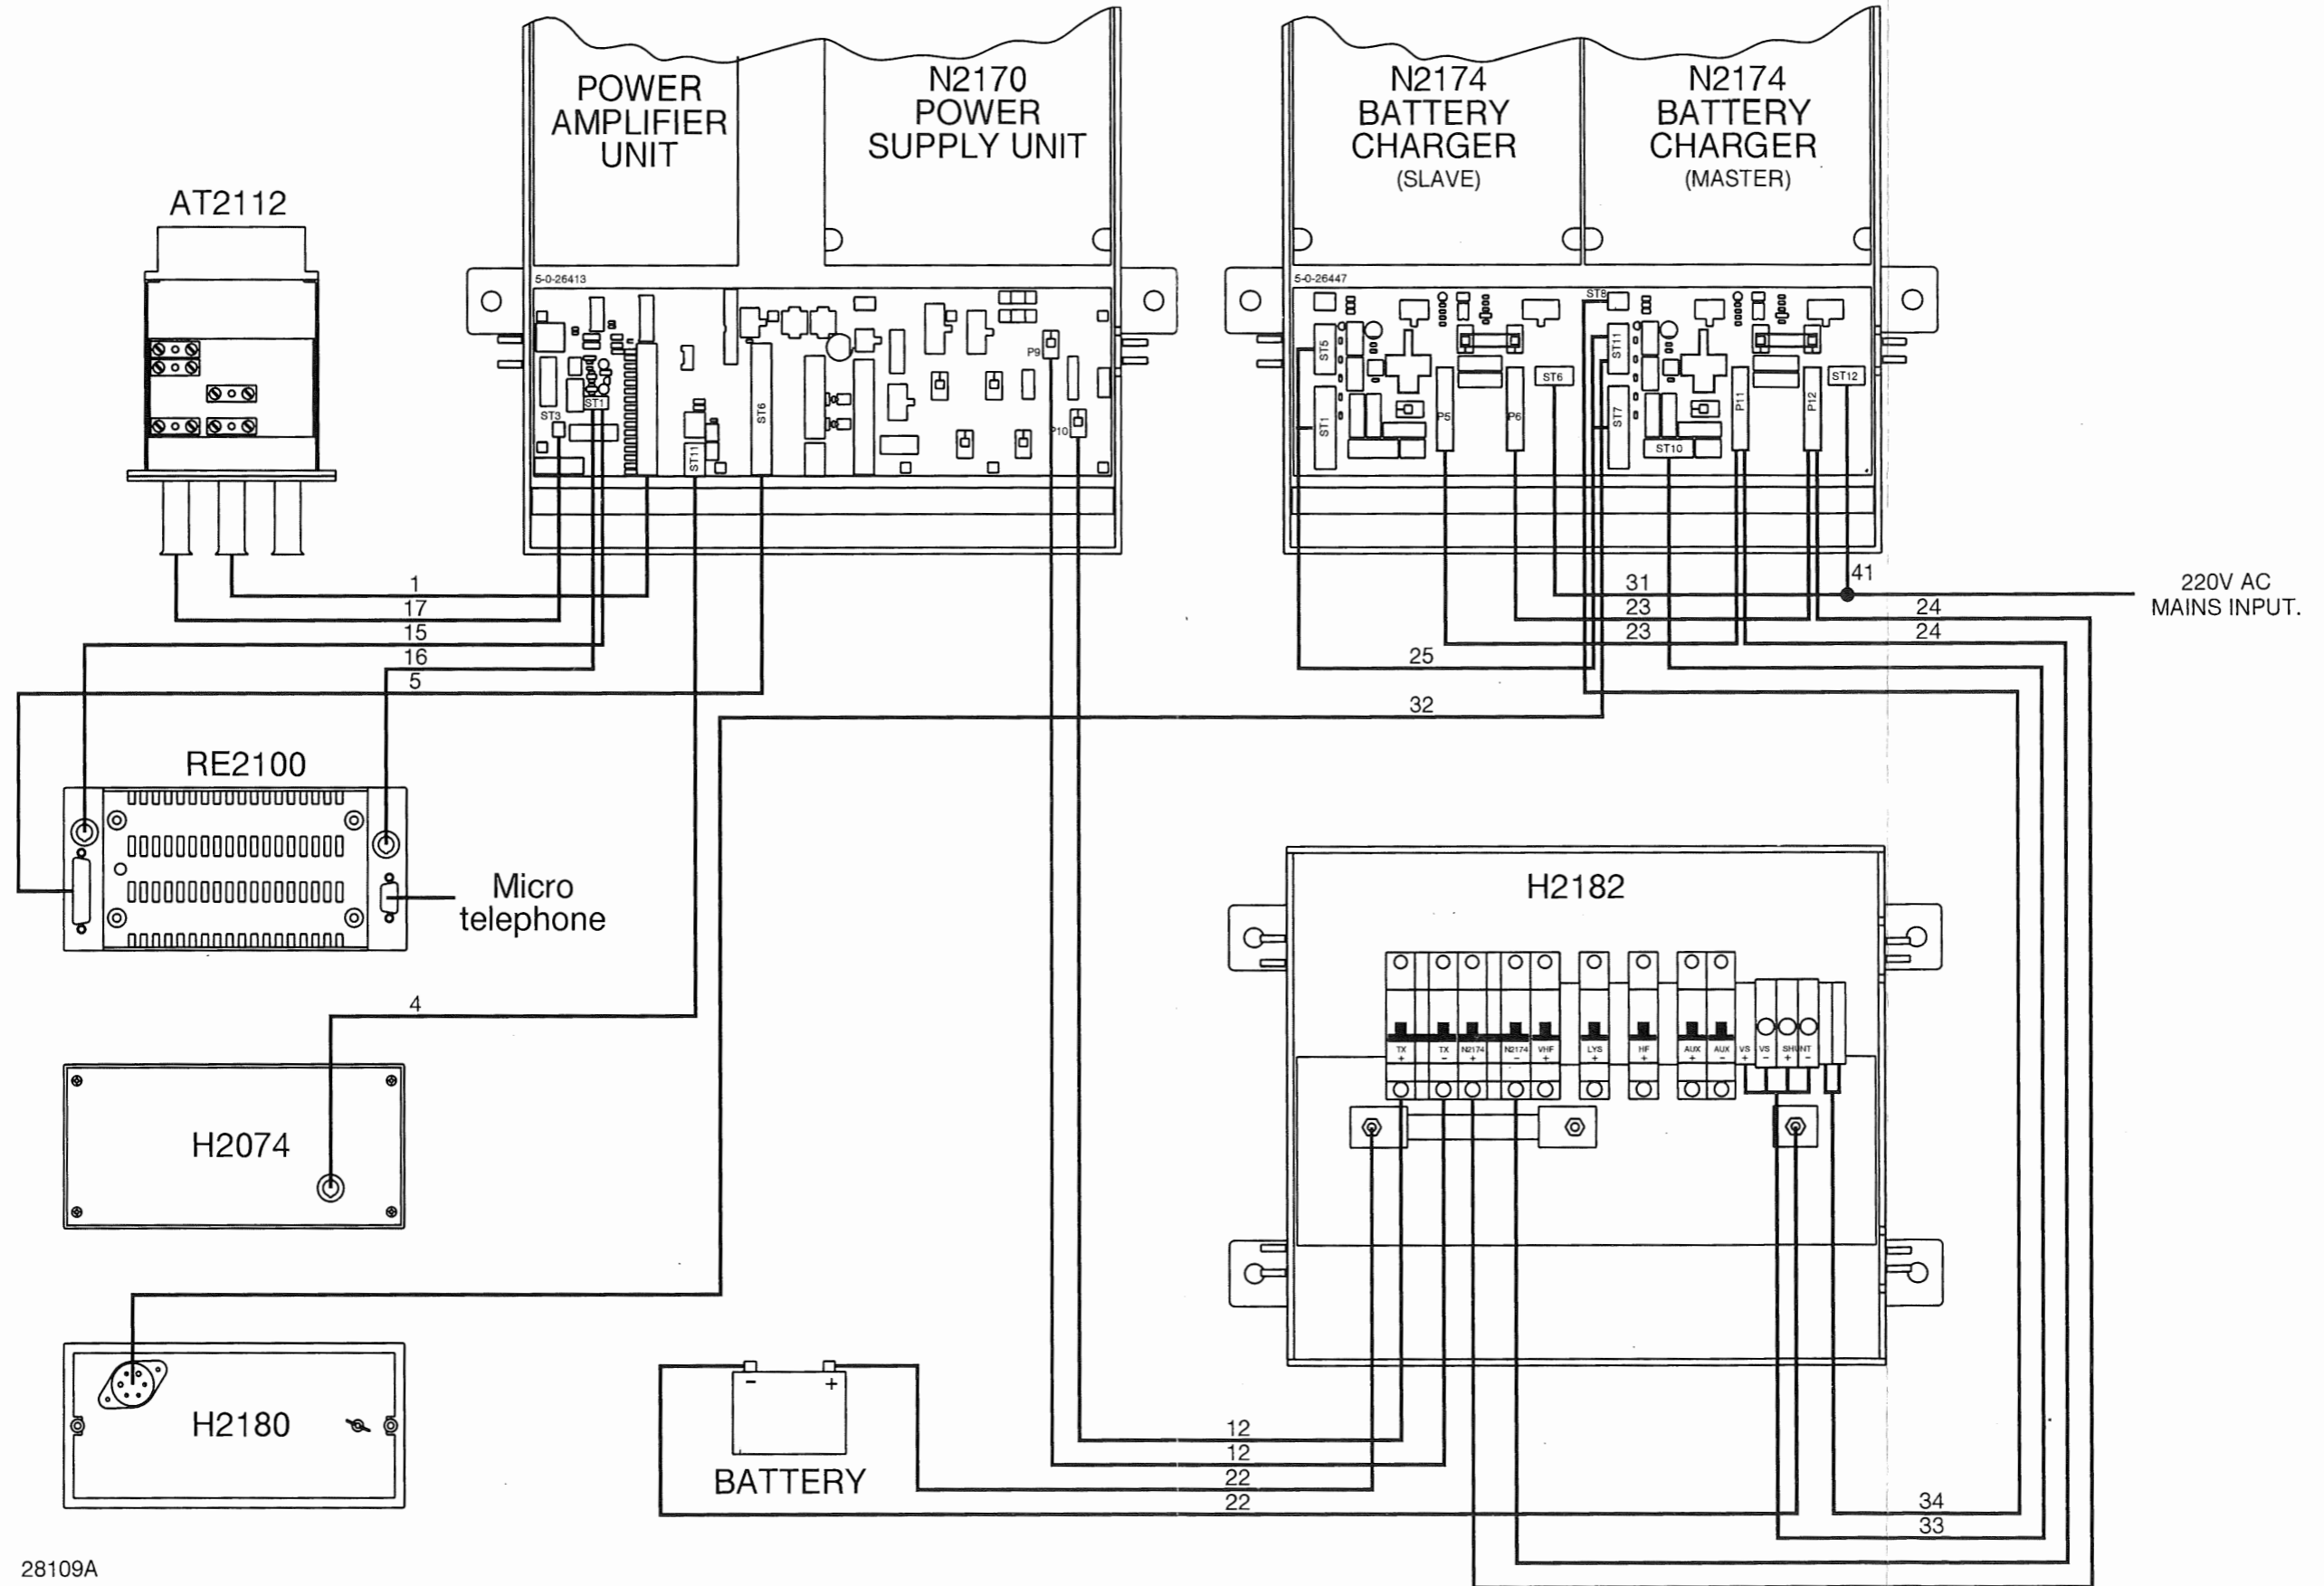 POWER
AMPLIFIER
UNIT
N2170
POWER
SUPPLY UNIT
N2174
BATTERY
CHARGER
(SLAVE)
N2174
BATTERY
CHARGER
(MASTER)
AT2112
5-0-26413
5-0-26447
ST8
P9
ST5
ST11
ST6
ST12
ST3
ST1
ST6
P10
ST11
ST1
P5
P6
ST7
P11
P12
ST10
1
17
15
16
5
31
41
23
24
23
24
25
32
220V AC
MAINS INPUT.
RE2100
Micro
telephone
4
H2074
H2182
TX
+
TX
-
N2174
+
N2174
-
VHF
+
LYS
+
HF
+
AUX
+
AUX
-
VS
+
VS
-
SHUNT
+ -
H2180
- +
BATTERY
12
12
22
22
34
33
28109A